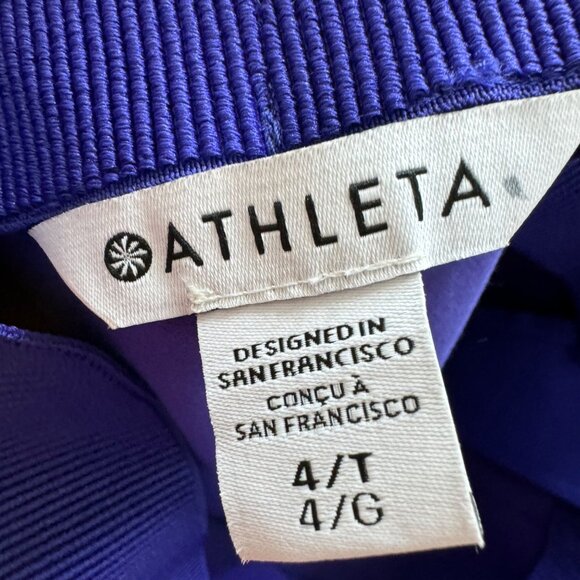 ATHLETA
DESIGNED IN
SAN FRANCISCO
CONÇU À
SAN FRANCISCO
4/T
4/G